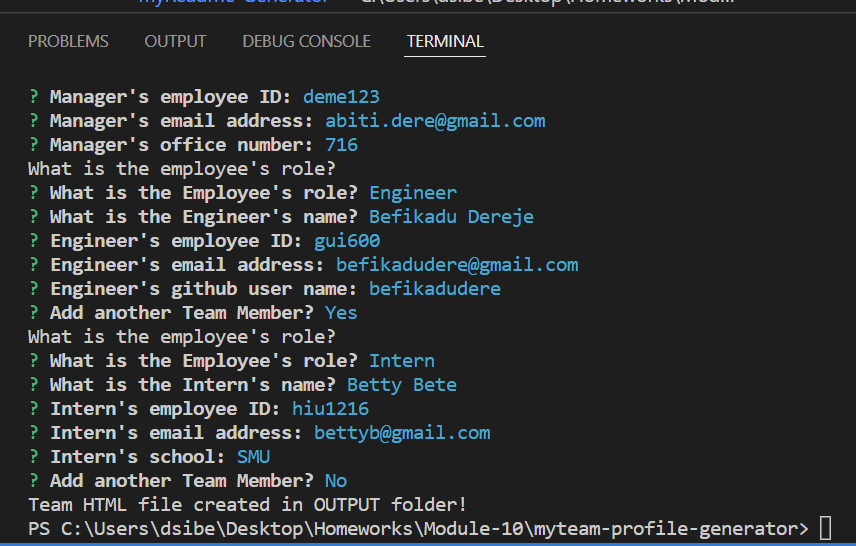 PROBLEMS OUTPUT DEBUG CONSOLE TERMINAL
? Manager's employee ID: deme123
? Manager's email address: abiti.dere@gmail.com
? Manager's office number: 716
What is the employee's role?
? What is the Employee's role? Engineer
? What is the Engineer's name? Befikadu Dereje
? Engineer's employee ID: gui600
? Engineer's email address: befikadudere@gmail.com
? Engineer's github user name: befikadudere
? Add another Team Member? Yes
What is the employee's role?
? What is the Employee's role? Intern
? What is the Intern's name? Betty Bete
? Intern's employee ID: hiu1216
? Intern's email address: bettyb@gmail.com
? Intern's school: SMU
? Add another Team Member? No
Team HTML file created in OUTPUT folder!
PS C:\Users\dsibe\Desktop\Homeworks\Module-10\myteam-profile-generator>